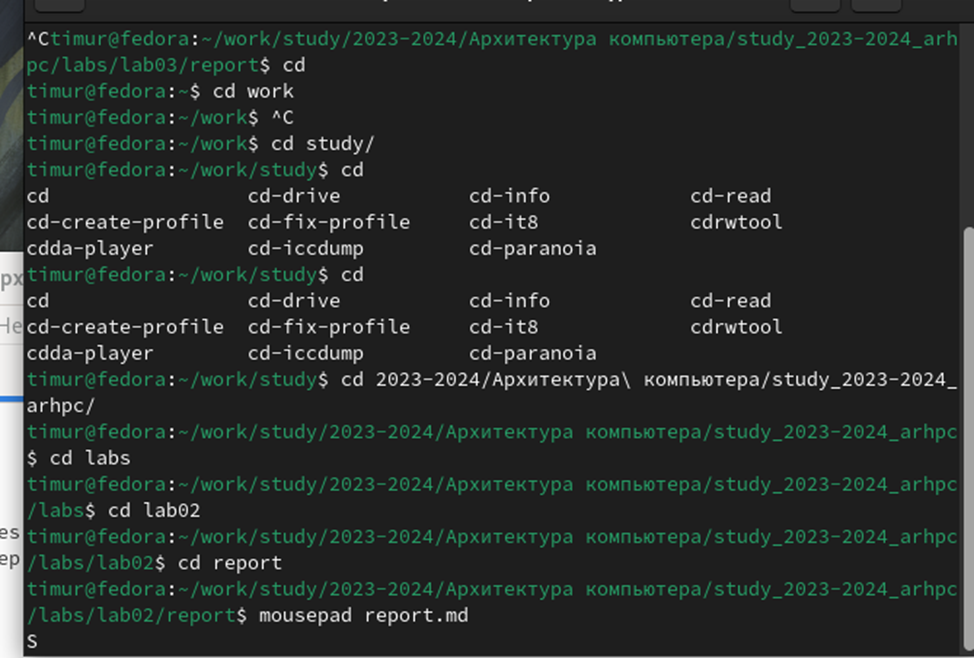 ^Ctimur@fedora:~/work/study/2023-2024/Архитектура компьютера/study_2023-2024_arh
pc/labs/lab03/report$ cd
timur@fedora:~$ cd work
timur@fedora:~/work$ ^C
timur@fedora:~/work$ cd study/
timur@fedora:~/work/study$ cd
cd cd-drive cd-info cd-read
cd-create-profile cd-fix-profile cd-it8 cdrwtool
cdda-player cd-iccdump cd-paranoia
timur@fedora:~/work/study$ cd
cd cd-drive cd-info cd-read
cd-create-profile cd-fix-profile cd-it8 cdrwtool
cdda-player cd-iccdump cd-paranoia
timur@fedora:~/work/study$ cd 2023-2024/Архитектура\ компьютера/study_2023-2024_
arhpc/
timur@fedora:~/work/study/2023-2024/Архитектура компьютера/study_2023-2024_arhpc
$ cd labs
timur@fedora:~/work/study/2023-2024/Архитектура компьютера/study_2023-2024_arhpc
/labs$ cd lab02
timur@fedora:~/work/study/2023-2024/Архитектура компьютера/study_2023-2024_arhpc
/labs/lab02$ cd report
timur@fedora:~/work/study/2023-2024/Архитектура компьютера/study_2023-2024_arhpc
/labs/lab02/report$ mousepad report.md
S